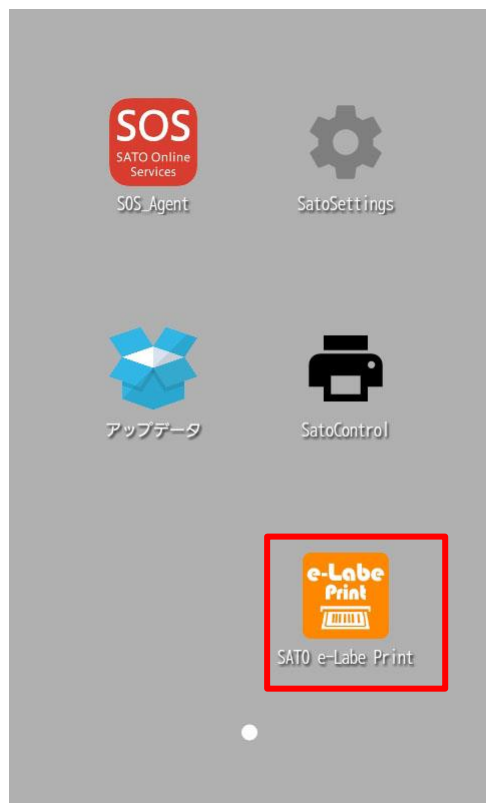 SOS
SATO Online
Services
SOS_Agent
SatoSettings
アップデータ
SatoControl
e-Labe
Print
SATO e-Labe Print